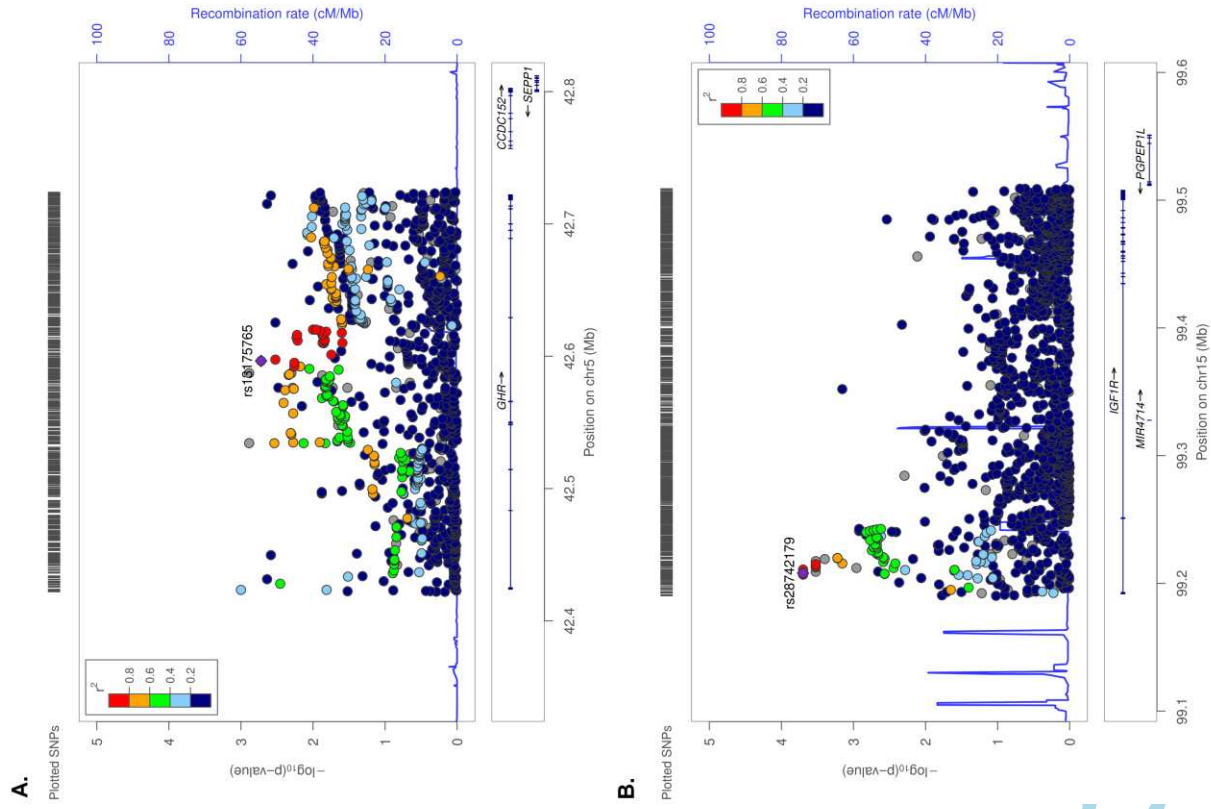 A.
Plotted SNPs
Recombination rate (cM/Mb)
−log10(p−value)
5
4
3
2
1
0
100
80
60
40
20
0
r2
0.8
0.6
0.4
0.2
rs13175765
GHR→
CCDC152→
←SEPP1
42.4
42.5
42.6
42.7
42.8
Position on chr5 (Mb)
B.
Plotted SNPs
Recombination rate (cM/Mb)
−log10(p−value)
5
4
3
2
1
0
100
80
60
40
20
0
r2
0.8
0.6
0.4
0.2
rs28742179
IGF1R→
MIR4714→
←PGPEP1L
99.1
99.2
99.3
99.4
99.5
99.6
Position on chr15 (Mb)